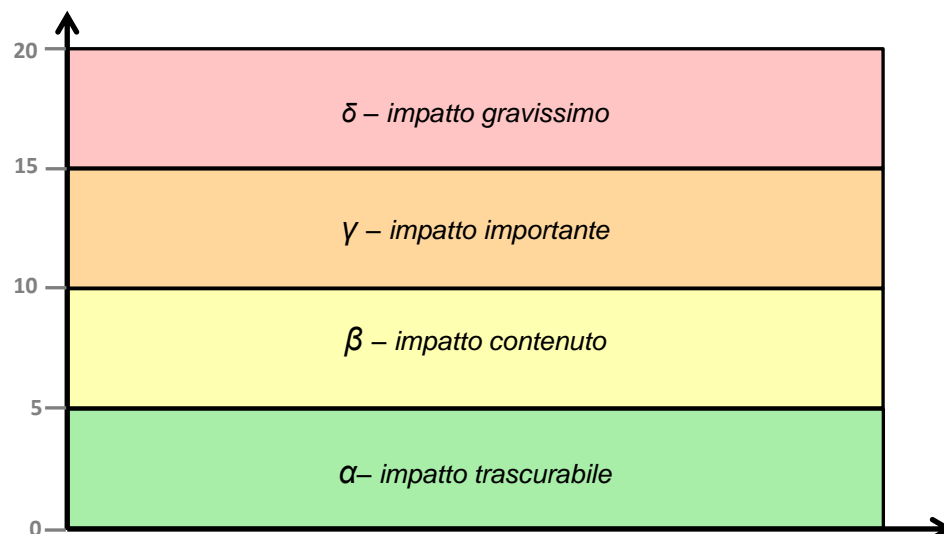 20
δ – impatto gravissimo
15
γ – impatto importante
10
β – impatto contenuto
5
α– impatto trascurabile
0